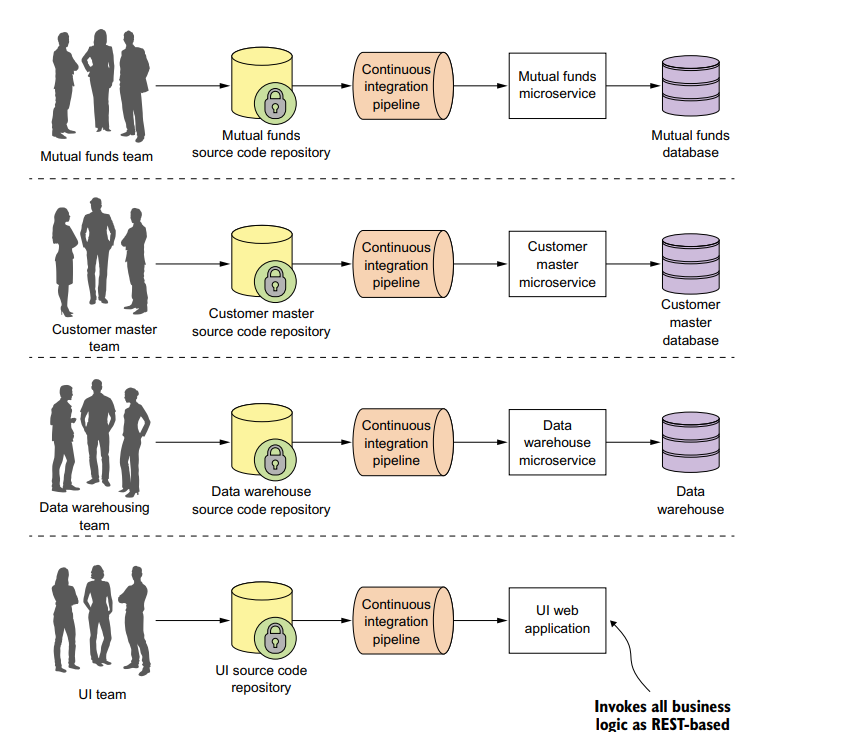 Continuous
integration
pipeline
Mutual funds
microservice
Mutual funds team
Mutual funds
source code repository
Mutual funds
database
Continuous
integration
pipeline
Customer
master
microservice
Customer master
team
Customer master
source code repository
Customer
master
database
Continuous
integration
pipeline
Data
warehouse
microservice
Data warehousing
team
Data warehouse
source code repository
Data
warehouse
Continuous
integration
pipeline
UI web
application
UI team
UI source code
repository
Invokes all business
logic as REST-based